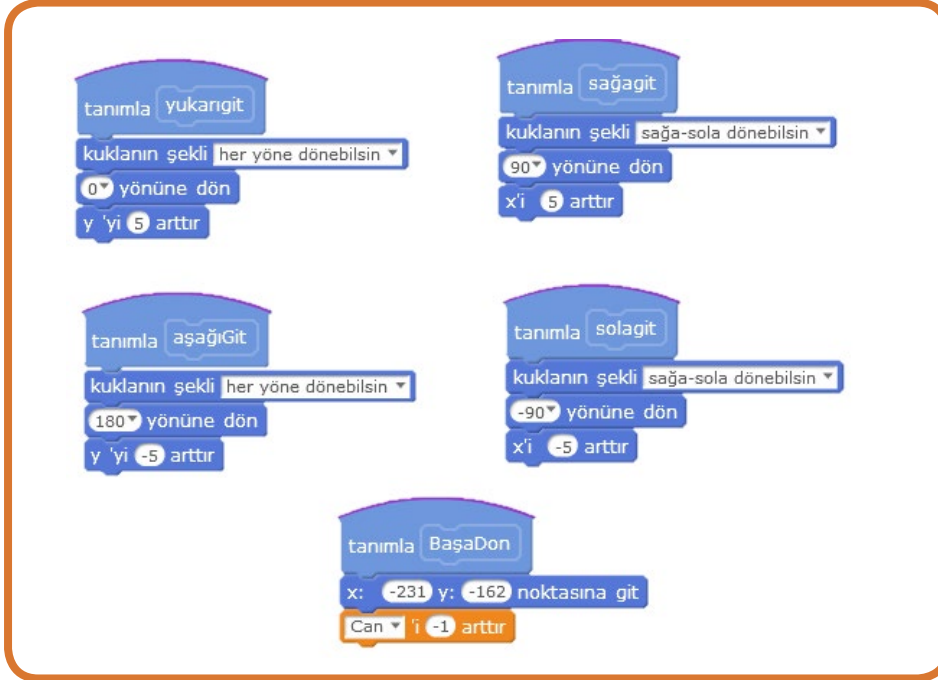 tanımla yukarıgit
kuklanın şekli her yöne dönebilsin
0 yönüne dön
y 'yi 5 arttır
tanımla sağagit
kuklanın şekli sağa-sola dönebilsin
90 yönüne dön
x'i 5 arttır
tanımla aşağıGit
kuklanın şekli her yöne dönebilsin
180 yönüne dön
y 'yi -5 arttır
tanımla solagit
kuklanın şekli sağa-sola dönebilsin
-90 yönüne dön
x'i -5 arttır
tanımla BaşaDon
x: -231 y: -162 noktasına git
Can 'i -1 arttır